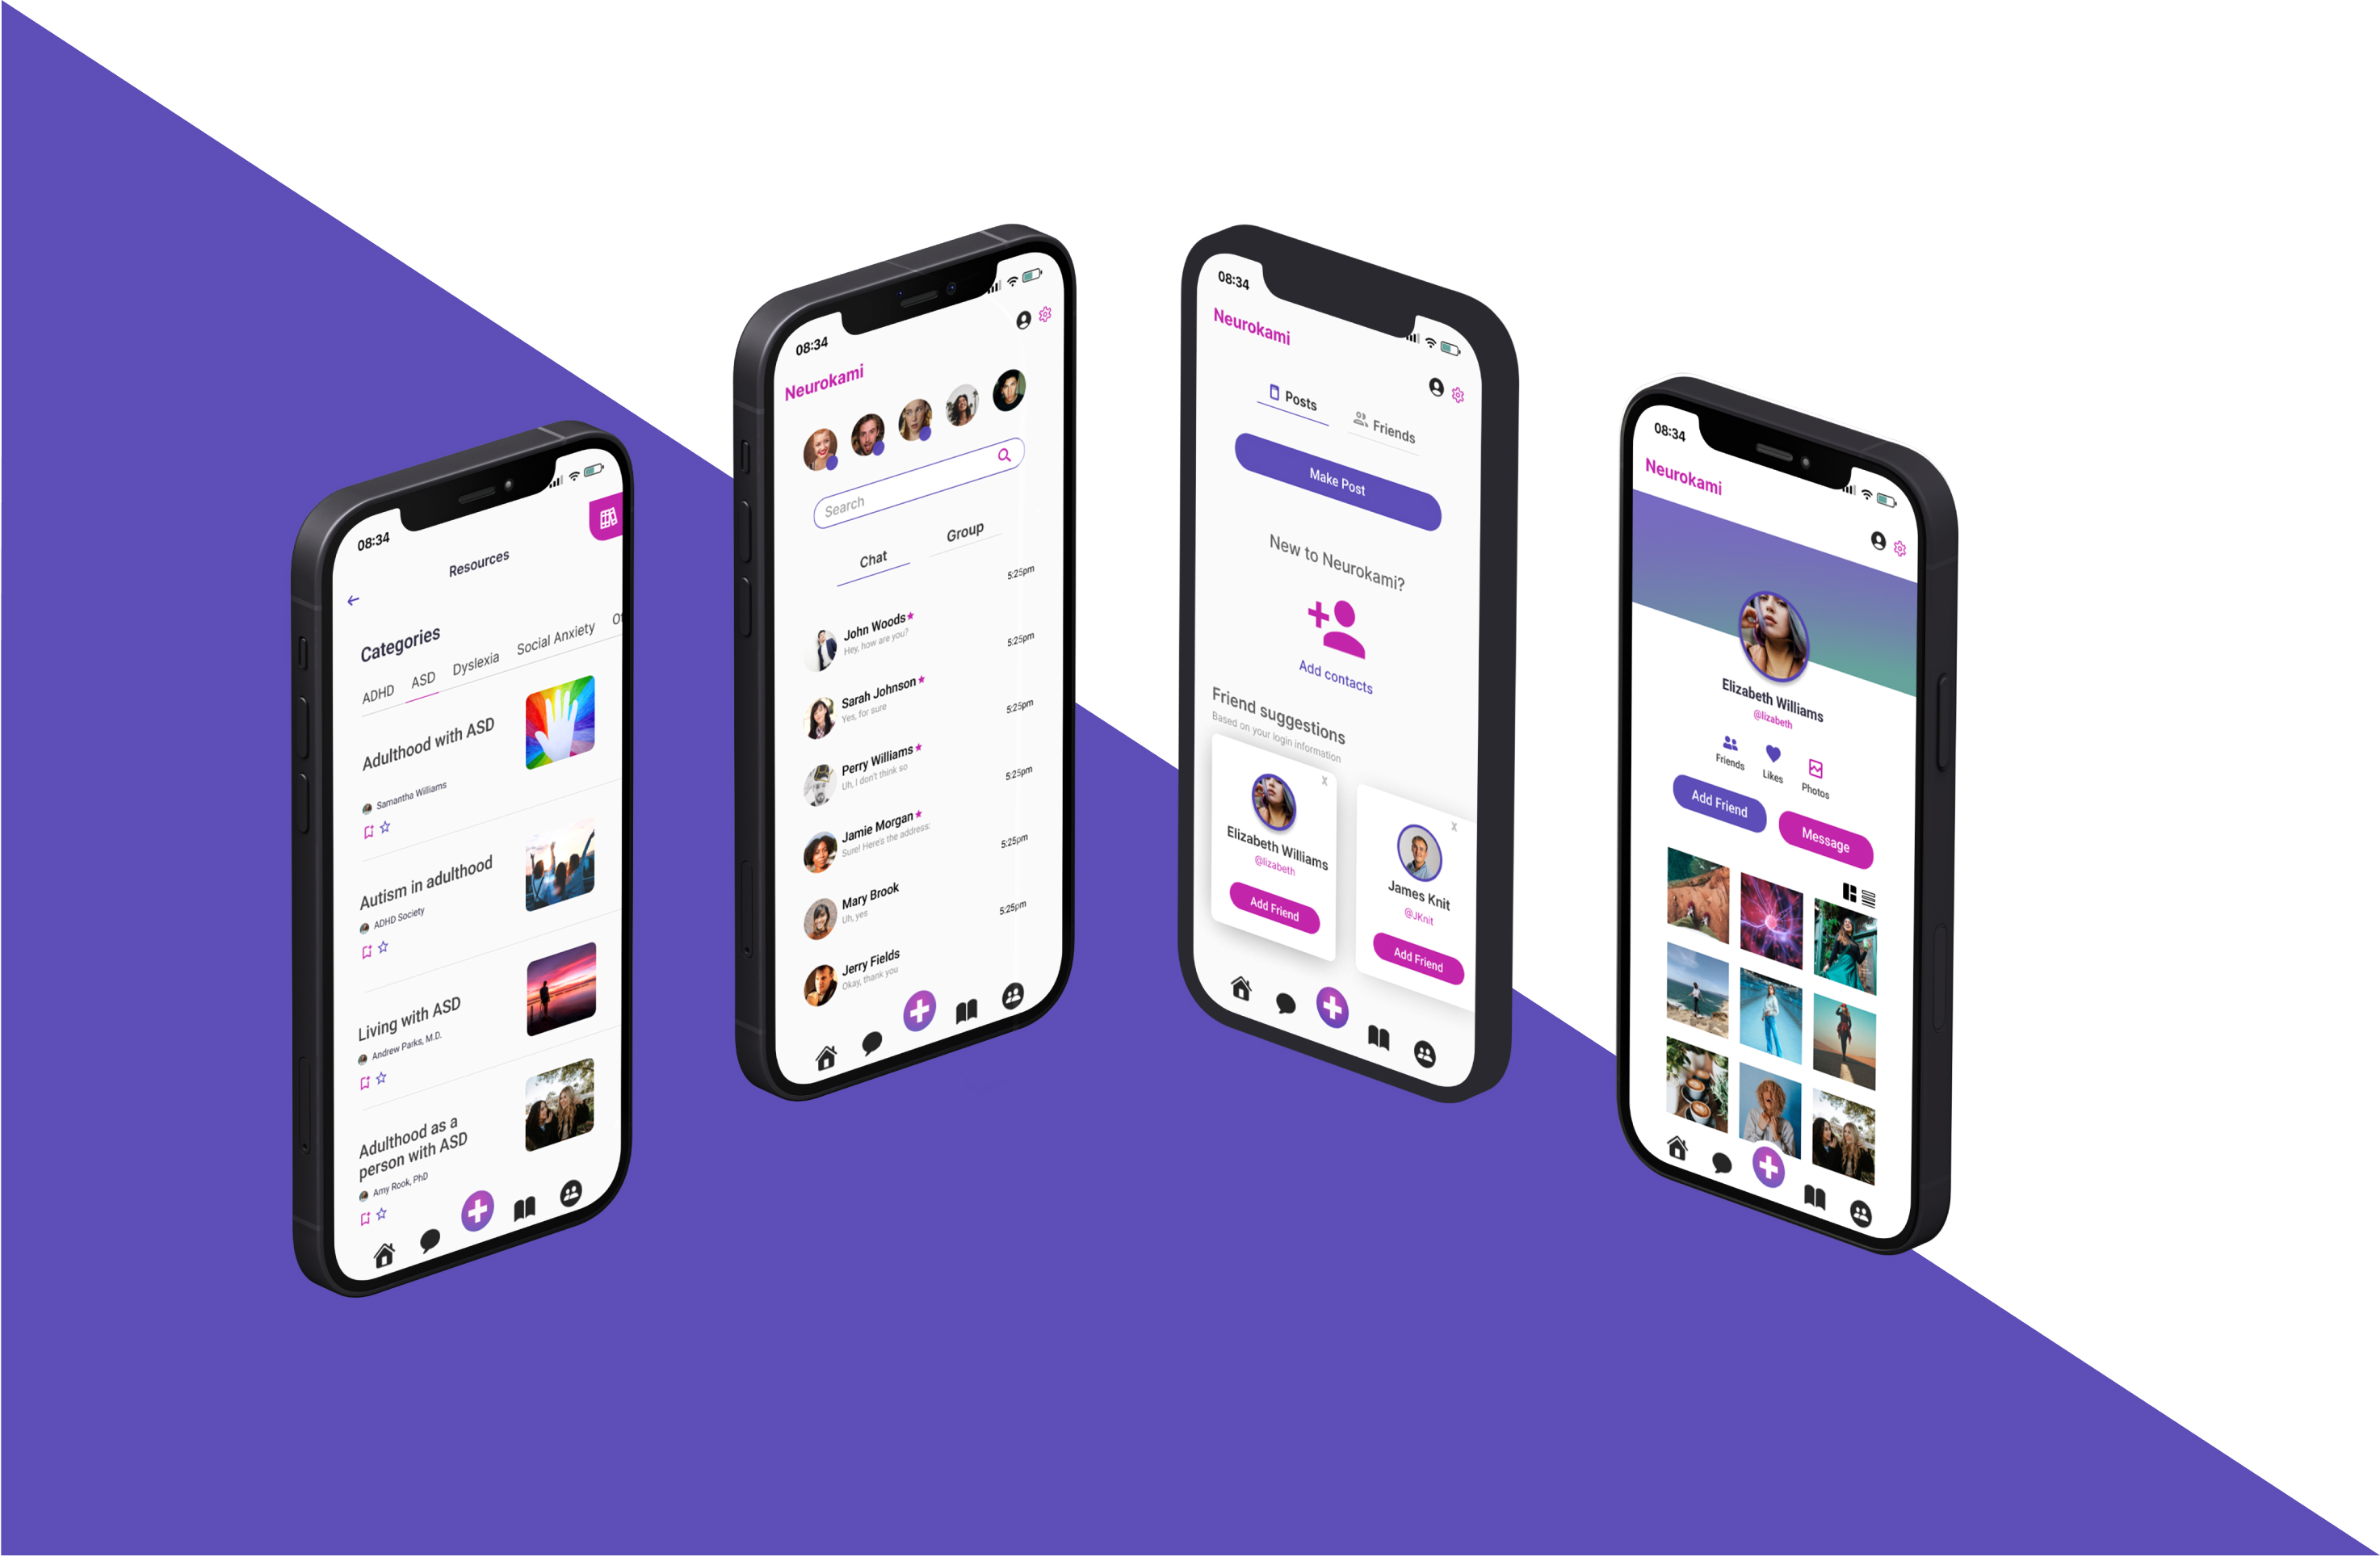 08:34
Resources
Categories
ADHD
ASD
Dyslexia
Social Anxiety
Adulthood with ASD
Samantha Williams
Autism in adulthood
ADHD Society
Living with ASD
Andrew Parks, M.D.
Adulthood as a
person with ASD
Amy Rook, PhD
08:34
Neurokami
Search
Chat
Group
5:25pm
John Woods
Hey, how are you?
5:25pm
Sarah Johnson
Yes, for sure
5:25pm
Perry Williams
Uh, I don't think so
5:25pm
Jamie Morgan
Sure! Here's the address:
5:25pm
Mary Brook
Uh, yes
5:25pm
Jerry Fields
Okay, thank you
08:34
Neurokami
Posts
Friends
Make Post
New to Neurokami?
Add contacts
Friend suggestions
Based on your login information
X
Elizabeth Williams
@lizabeth
Add Friend
X
James Knit
@JKnit
Add Friend
08:34
Neurokami
Elizabeth Williams
@lizabeth
Friends
Likes
Photos
Add Friend
Message